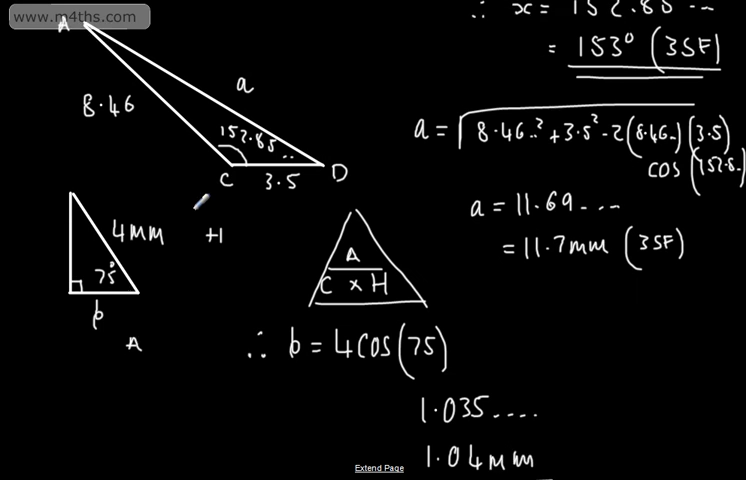 www.m4ths.com
∴ x = 152.85 ...
= 153° (3SF)
A
a
8.46
152.85..
C
3.5
D
a = √8.46..² + 3.5² - 2(8.46..)(3.5)
cos (152.8..)
a = 11.69 ....
= 11.7mm (3SF)
4mm
H
75°
b
A
A
C x H
∴ b = 4cos(75)
1.035....
1.04mm
Extend Page